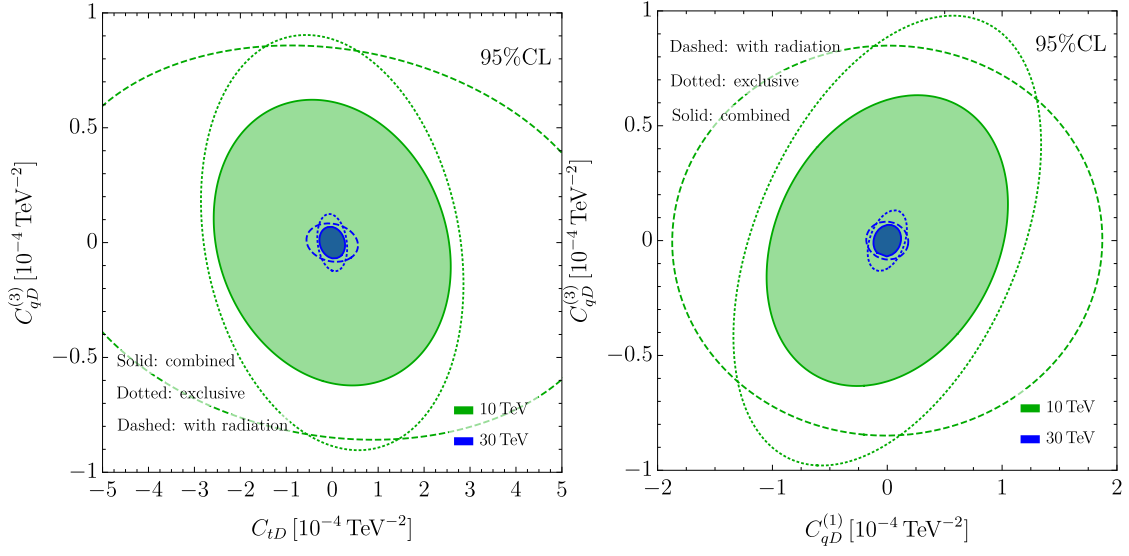 95%CL
Solid: combined
Dotted: exclusive
Dashed: with radiation
10 TeV
30 TeV
1
0.5
0
−0.5
−1
−5 −4 −3 −2 −1 0 1 2 3 4 5
C_{qD}^{(3)} [10^{−4} TeV^{−2}]
C_{tD} [10^{−4} TeV^{−2}]
Dashed: with radiation
95%CL
Dotted: exclusive
Solid: combined
10 TeV
30 TeV
1
0.5
0
−0.5
−1
−2 −1 0 1 2
C_{qD}^{(3)} [10^{−4} TeV^{−2}]
C_{qD}^{(1)} [10^{−4} TeV^{−2}]